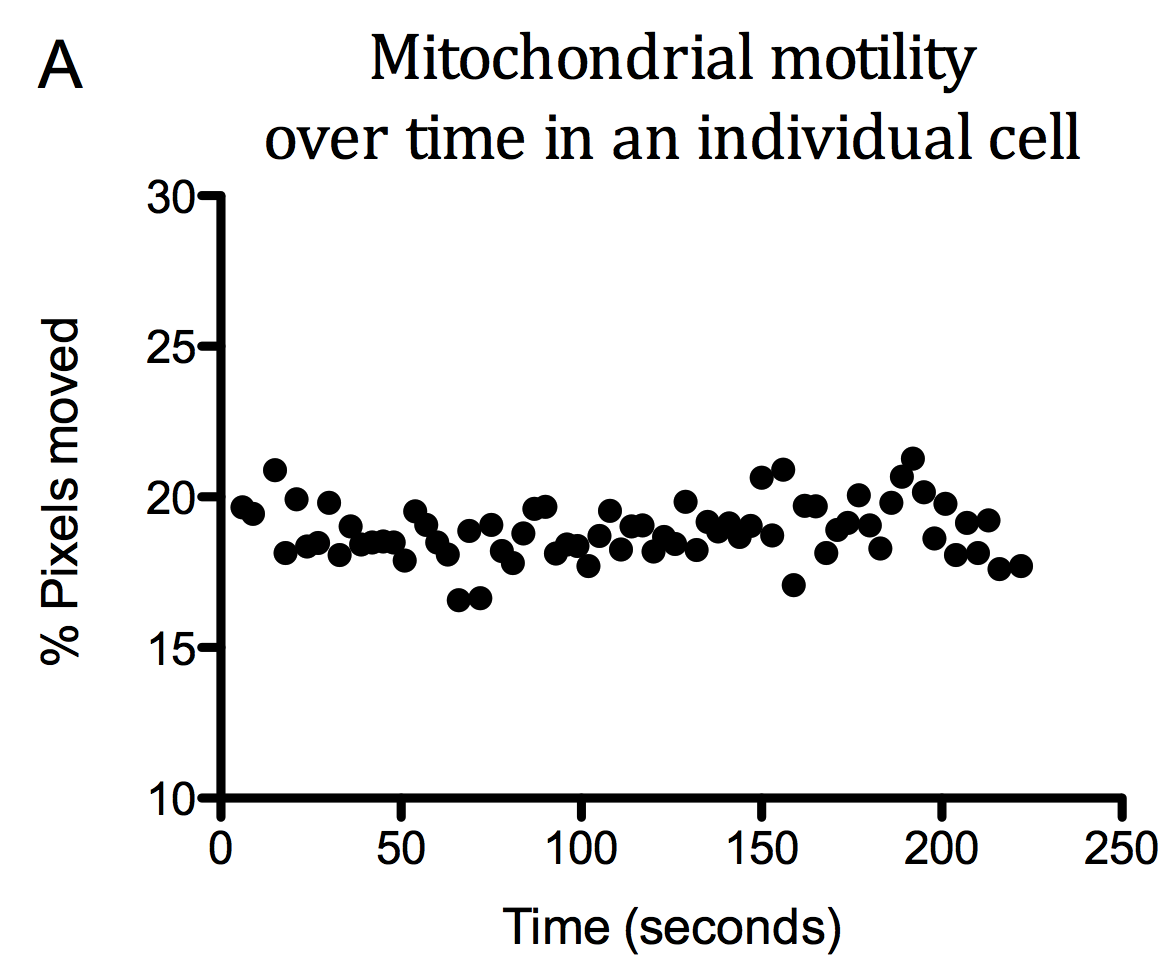 A
Mitochondrial motility
over time in an individual cell
% Pixels moved
30
25
20
15
10
0 50 100 150 200 250
Time (seconds)